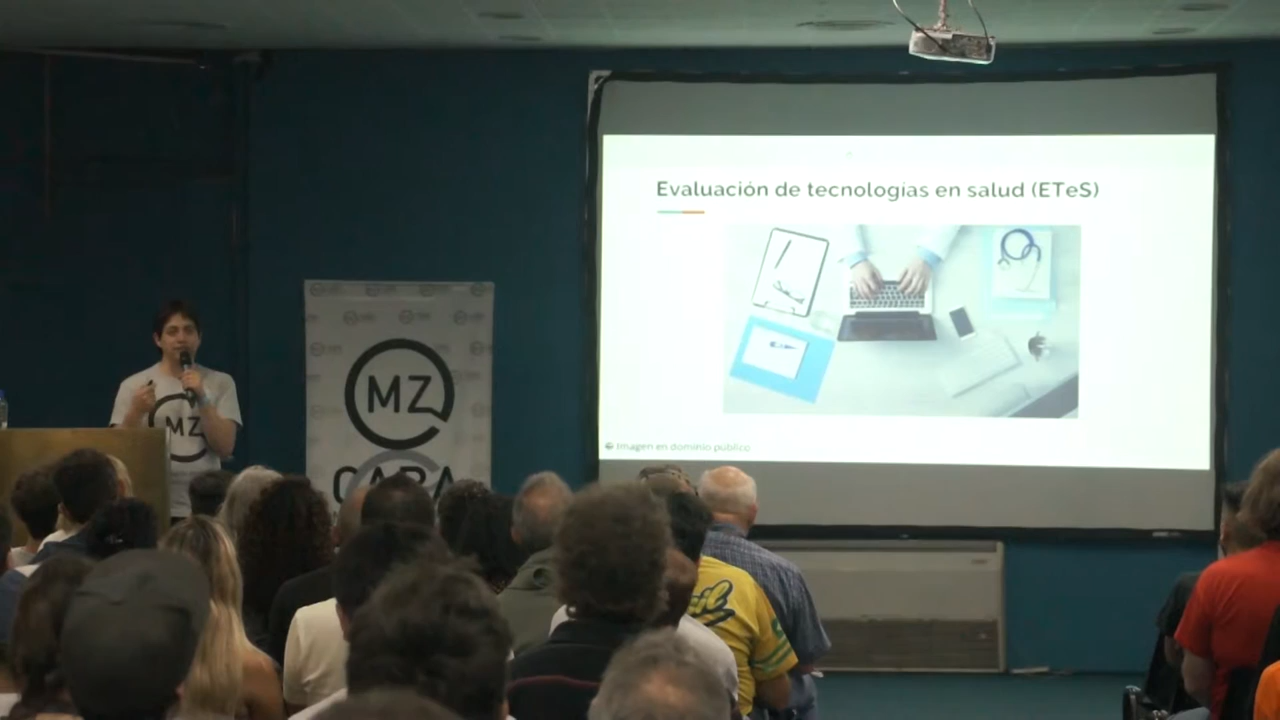 Evaluación de tecnologías en salud (ETeS)
Imagen en dominio público
MZ
MZ
CABA